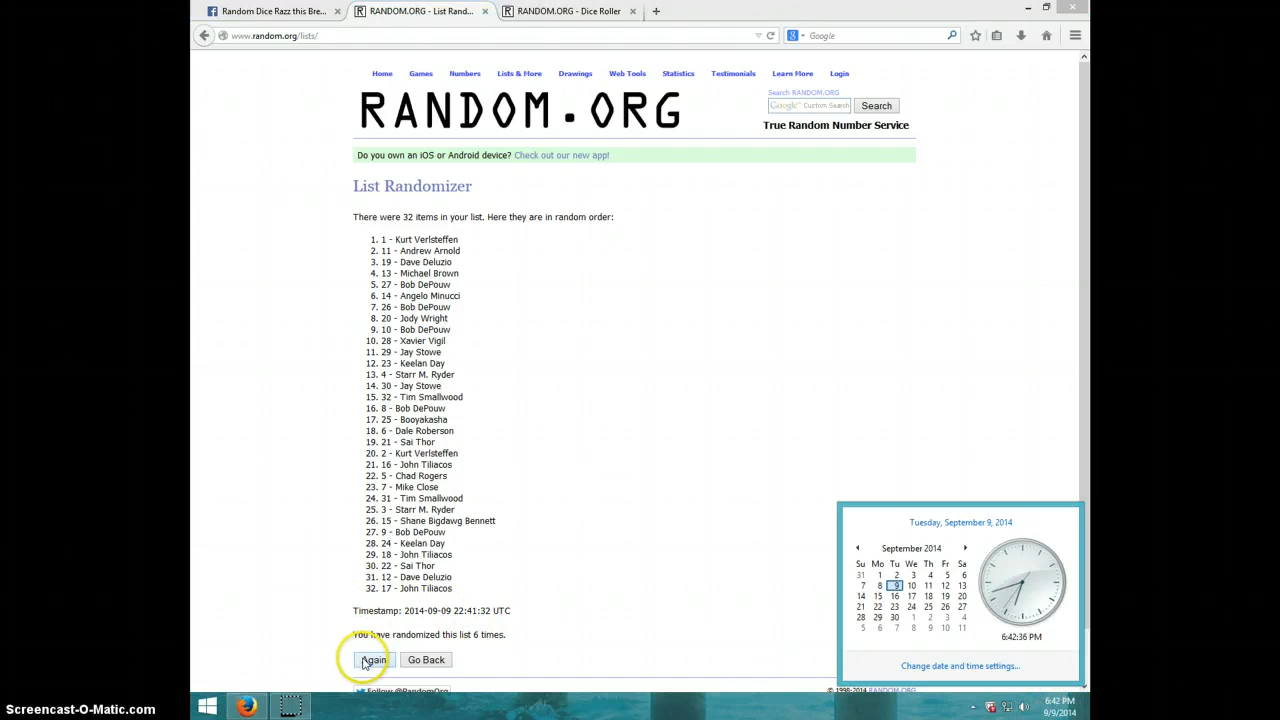 Random Dice Razz this Bre...
RANDOM.ORG - List Rand...
RANDOM.ORG - Dice Roller
www.random.org/lists/
Google
Home Games Numbers Lists & More Drawings Web Tools Statistics Testimonials Learn More Login
RANDOM.ORG
Search RANDOM.ORG
Google™ Custom Search Search
True Random Number Service
Do you own an iOS or Android device? Check out our new app!
List Randomizer
There were 32 items in your list. Here they are in random order:
1. 1 - Kurt Verlsteffen
2. 11 - Andrew Arnold
3. 19 - Dave Deluzio
4. 13 - Michael Brown
5. 27 - Bob DePouw
6. 14 - Angelo Minucci
7. 26 - Bob DePouw
8. 20 - Jody Wright
9. 10 - Bob DePouw
10. 28 - Xavier Vigil
11. 29 - Jay Stowe
12. 23 - Keelan Day
13. 4 - Starr M. Ryder
14. 30 - Jay Stowe
15. 32 - Tim Smallwood
16. 8 - Bob DePouw
17. 25 - Booyakasha
18. 6 - Dale Roberson
19. 21 - Sai Thor
20. 2 - Kurt Verlsteffen
21. 16 - John Tiliacos
22. 5 - Chad Rogers
23. 7 - Mike Close
24. 31 - Tim Smallwood
25. 3 - Starr M. Ryder
26. 15 - Shane Bigdawg Bennett
27. 9 - Bob DePouw
28. 24 - Keelan Day
29. 18 - John Tiliacos
30. 22 - Sai Thor
31. 12 - Dave Deluzio
32. 17 - John Tiliacos
Timestamp: 2014-09-09 22:41:32 UTC
You have randomized this list 6 times.
Again Go Back
Follow @RandomOrg
© 1998-2014 RANDOM.ORG
Tuesday, September 9, 2014
September 2014
Su Mo Tu We Th Fr Sa
31 1 2 3 4 5 6
7 8 9 10 11 12 13
14 15 16 17 18 19 20
21 22 23 24 25 26 27
28 29 30 1 2 3 4
5 6 7 8 9 10 11
6:42:36 PM
Change date and time settings...
6:42 PM
9/9/2014
Screencast-O-Matic.com